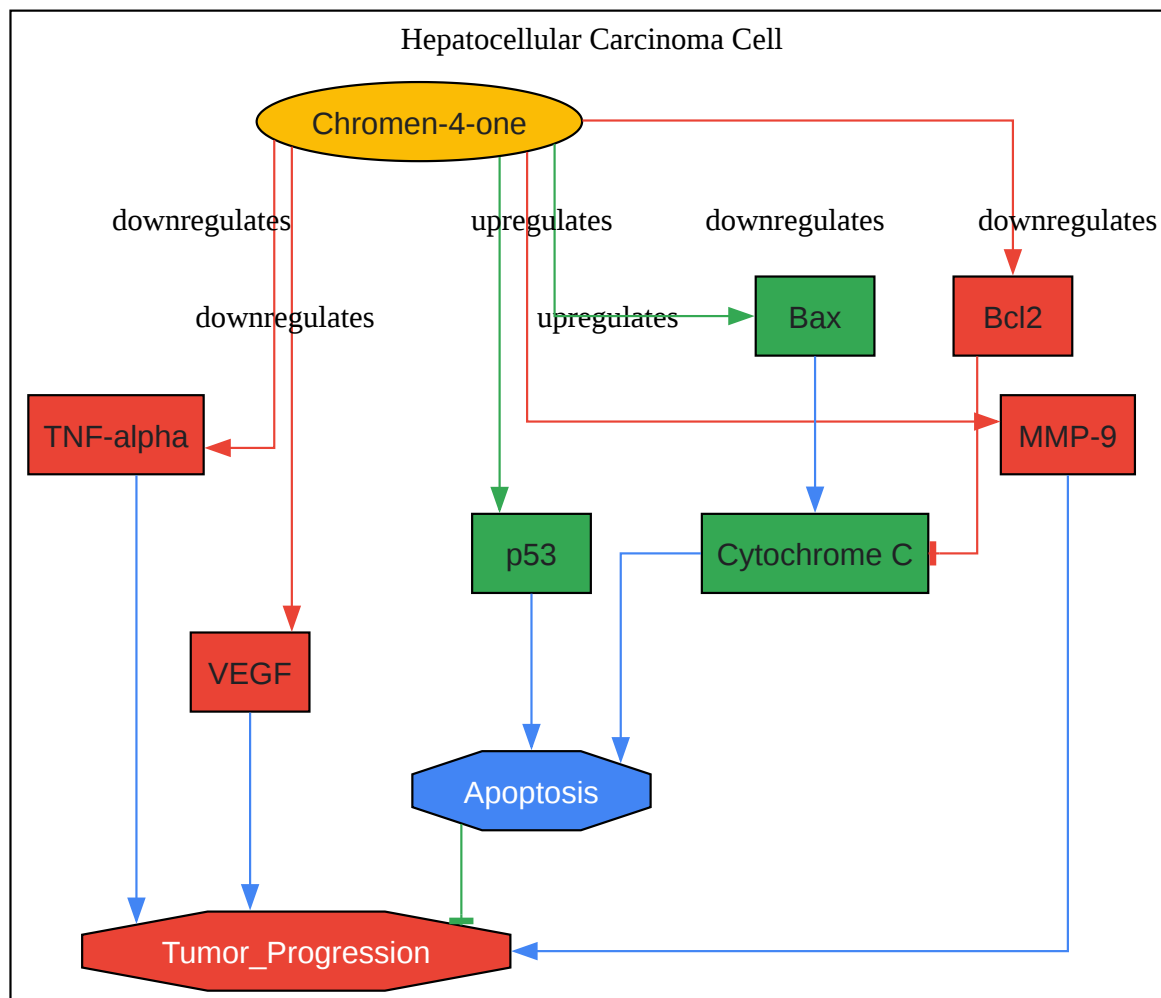 Hepatocellular Carcinoma Cell
Chromen-4-one
downregulates
upregulates
downregulates
downregulates
downregulates
upregulates
Bax
Bcl2
TNF-alpha
MMP-9
p53
Cytochrome C
VEGF
Apoptosis
Tumor_Progression